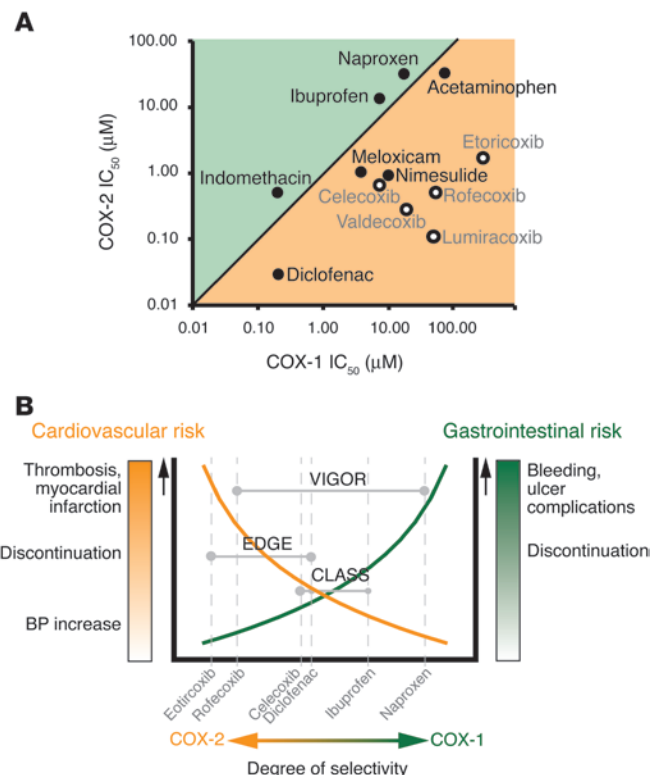 A
100.00
10.00
1.00
0.10
0.01
COX-2 IC50 (μM)
Naproxen
Ibuprofen
Acetaminophen
Etoricoxib
Meloxicam
Indomethacin
Nimesulide
Celecoxib
Rofecoxib
Valdecoxib
Lumiracoxib
Diclofenac
0.01 0.10 1.00 10.00 100.00
COX-1 IC50 (μM)
B
Cardiovascular risk
Gastrointestinal risk
Thrombosis,
myocardial
infarction
Discontinuation
BP increase
VIGOR
EDGE
CLASS
Bleeding,
ulcer
complications
Discontinuation
Eotircoxib
Rofecoxib
Celecoxib
Diclofenac
Ibuprofen
Naproxen
COX-2
COX-1
Degree of selectivity